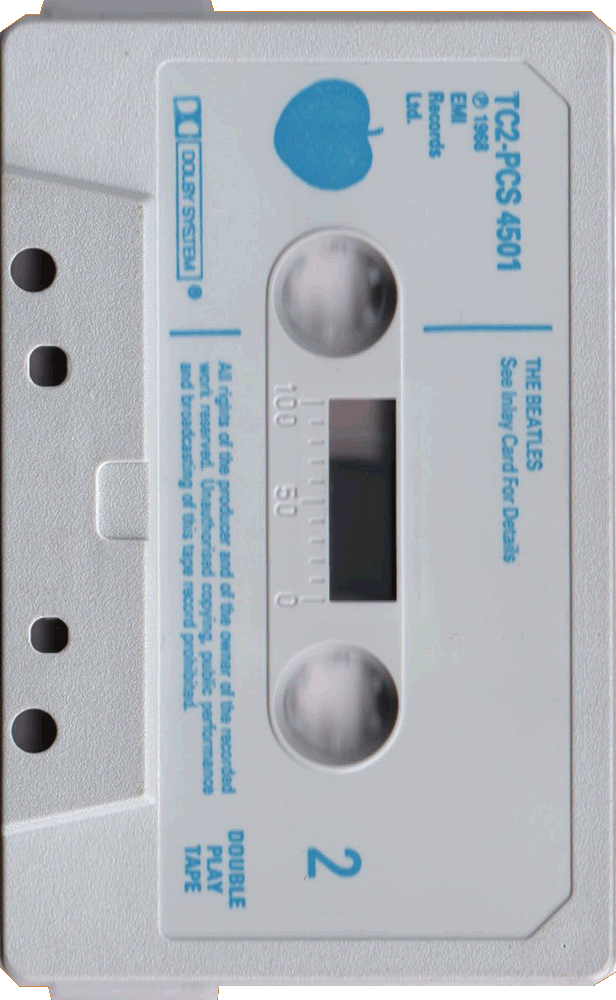 TC2-PCS 4501
℗ 1968
EMI
Records
Ltd.
THE BEATLES
See Inlay Card For Details
100 50 0
2
DOLBY SYSTEM ®
All rights of the producer and of the owner of the recorded
work reserved. Unauthorised copying, public performance
and broadcasting of this tape record prohibited.
DOUBLE
PLAY
TAPE